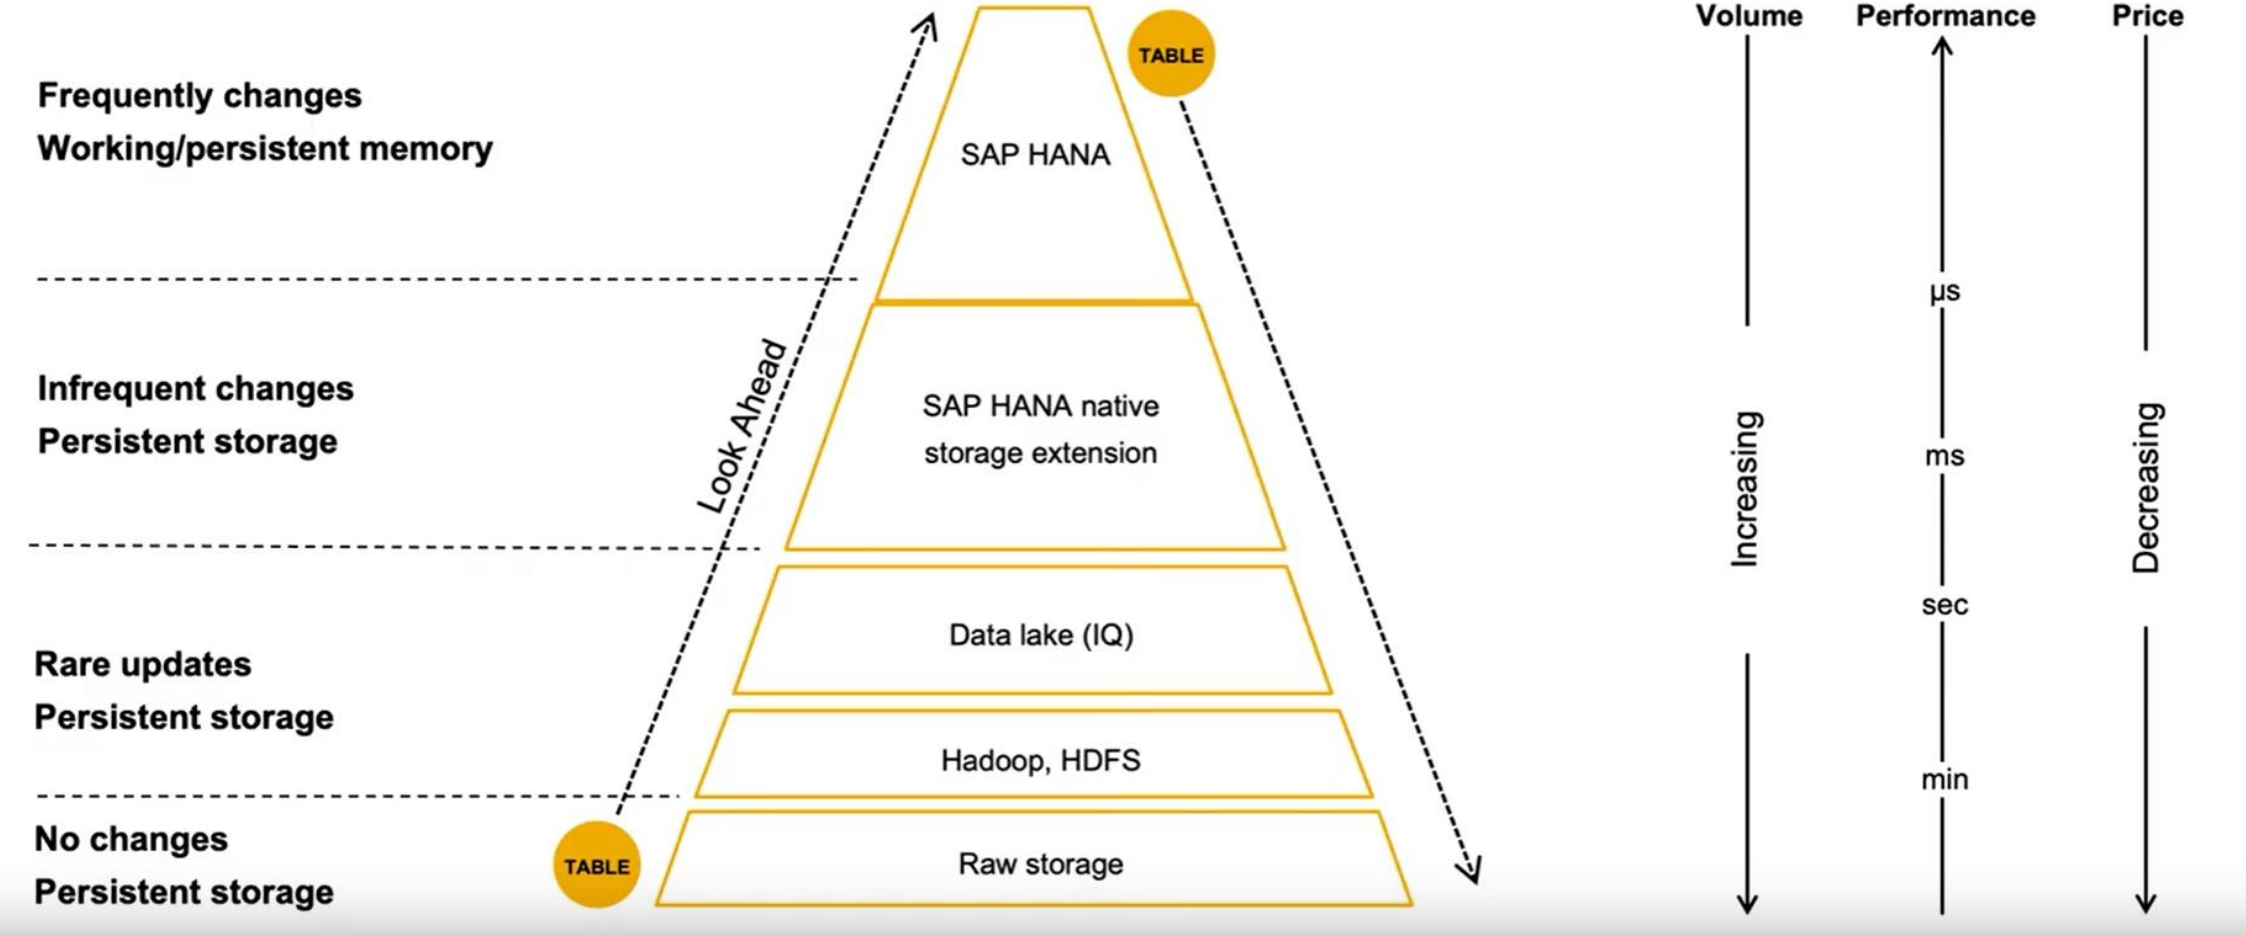 Frequently changes
Working/persistent memory
Infrequent changes
Persistent storage
Rare updates
Persistent storage
No changes
Persistent storage
Look Ahead
TABLE
TABLE
SAP HANA
SAP HANA native
storage extension
Data lake (IQ)
Hadoop, HDFS
Raw storage
Volume
Increasing
Performance
µs
ms
sec
min
Price
Decreasing